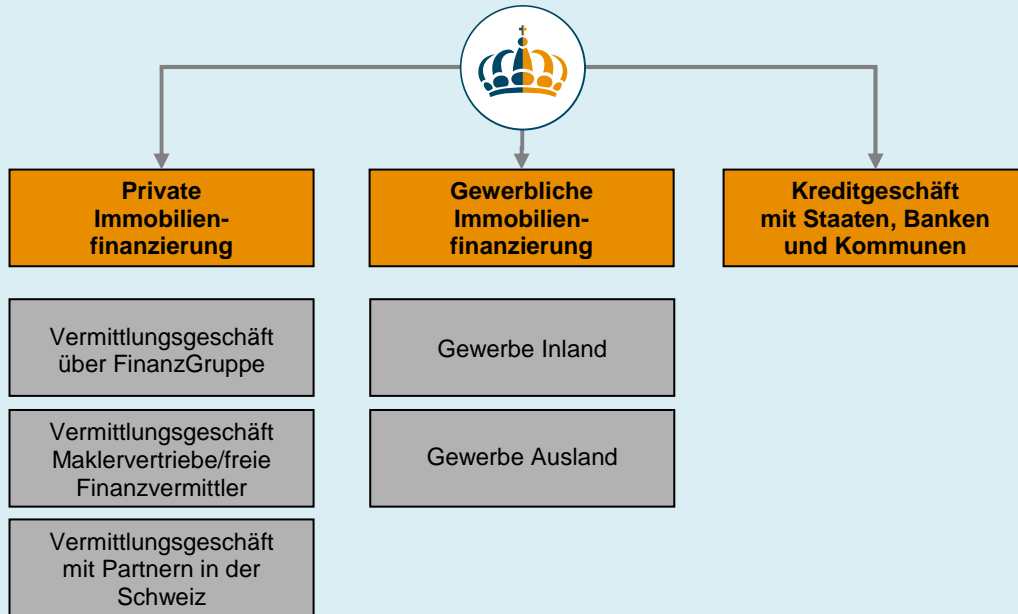 Private
Immobilien-
finanzierung
Gewerbliche
Immobilien-
finanzierung
Kreditgeschäft
mit Staaten, Banken
und Kommunen
Vermittlungsgeschäft
über FinanzGruppe
Gewerbe Inland
Vermittlungsgeschäft
Maklervertriebe/freie
Finanzvermittler
Gewerbe Ausland
Vermittlungsgeschäft
mit Partnern in der
Schweiz